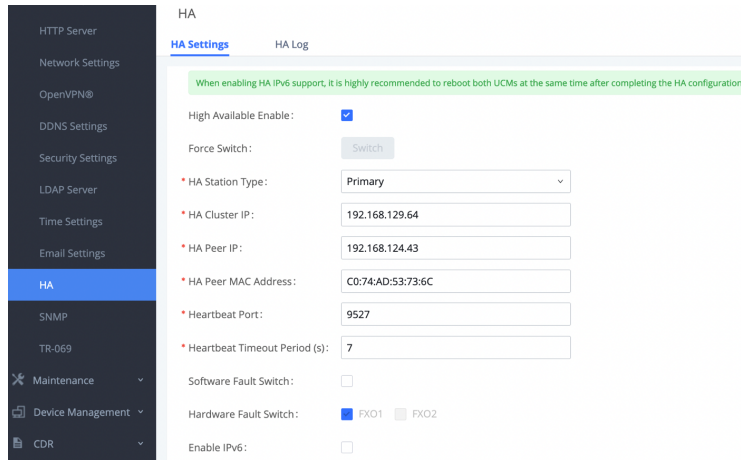 HA
HTTP Server
HA Settings
HA Log
Network Settings
When enabling HA IPv6 support, it is highly recommended to reboot both UCMs at the same time after completing the HA configuration
OpenVPN®
High Available Enable:
DDNS Settings
Force Switch:
Switch
Security Settings
* HA Station Type:
Primary
LDAP Server
* HA Cluster IP:
192.168.129.64
Time Settings
* HA Peer IP:
192.168.124.43
Email Settings
* HA Peer MAC Address:
C0:74:AD:53:73:6C
HA
* Heartbeat Port:
9527
SNMP
* Heartbeat Timeout Period (s):
7
TR-069
Software Fault Switch:
Maintenance
Hardware Fault Switch:
FXO1
FXO2
Device Management
Enable IPv6:
CDR